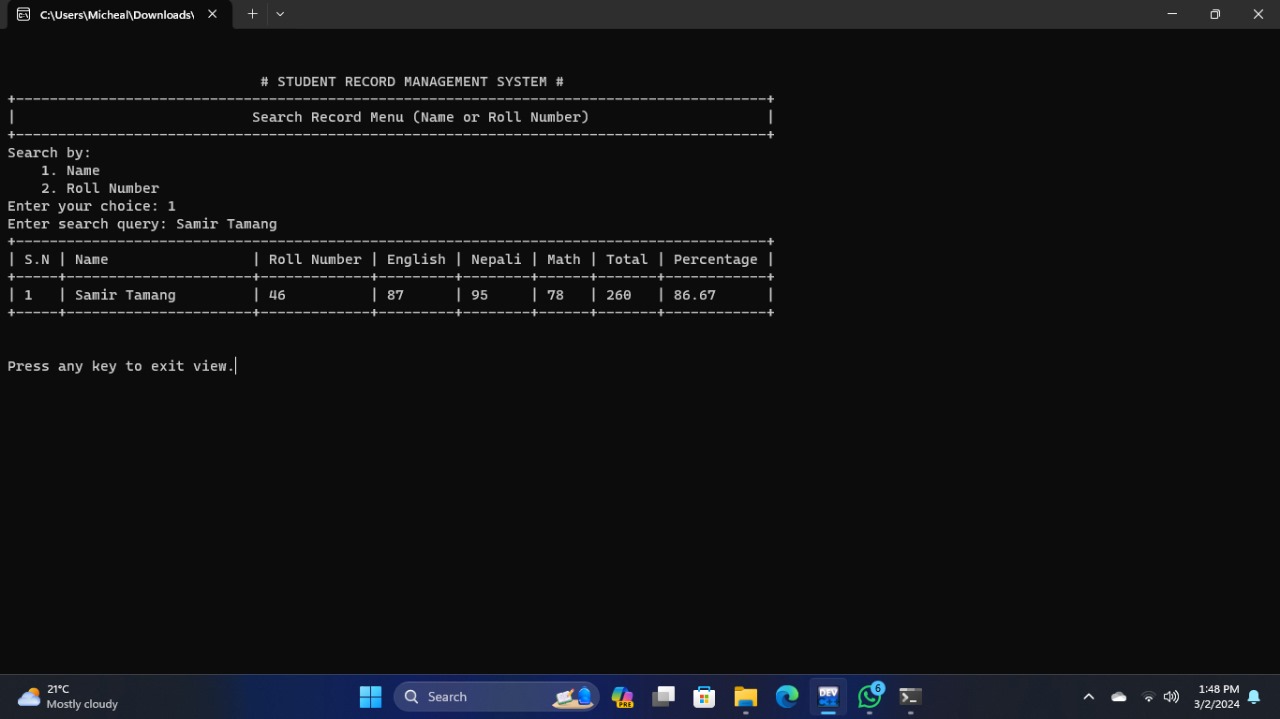 C:\Users\Micheal\Downloads\
# STUDENT RECORD MANAGEMENT SYSTEM #
Search Record Menu (Name or Roll Number)
Search by:
1. Name
2. Roll Number
Enter your choice: 1
Enter search query: Samir Tamang
| S.N | Name | Roll Number | English | Nepali | Math | Total | Percentage |
| 1 | Samir Tamang | 46 | 87 | 95 | 78 | 260 | 86.67 |
Press any key to exit view.
21°C
Mostly cloudy
Search
PRE
DEV
6
1:48 PM
3/2/2024